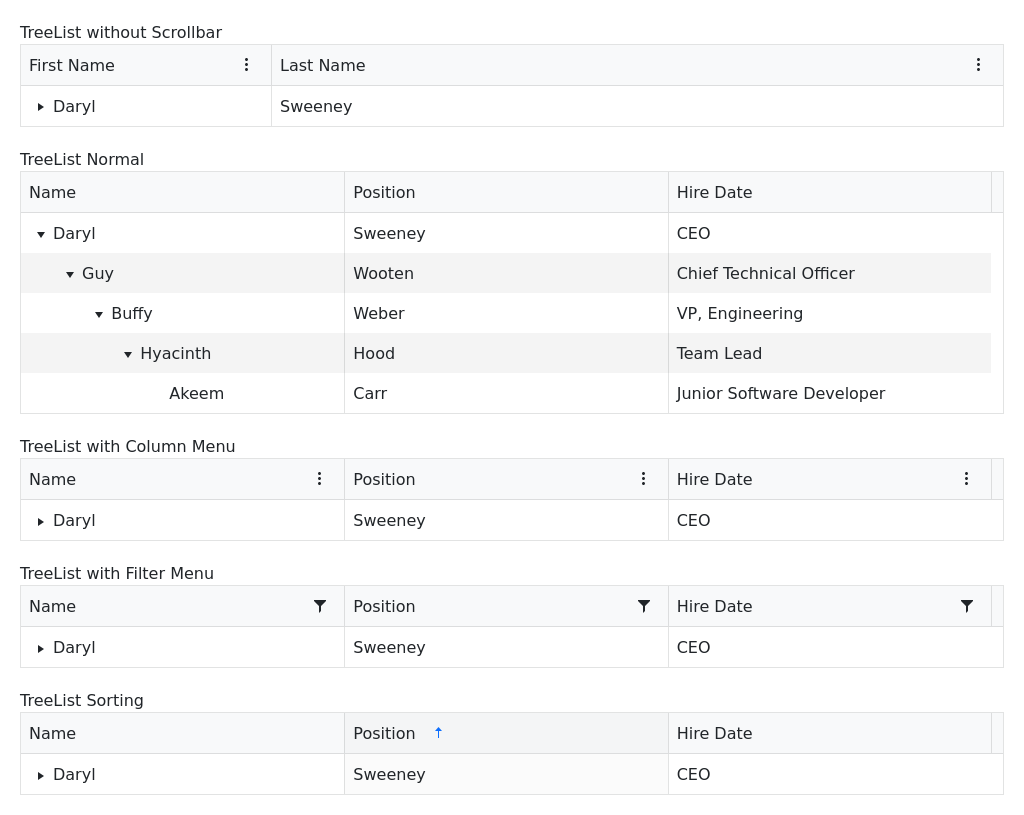 TreeList without Scrollbar
First Name Last Name
Daryl Sweeney
TreeList Normal
Name Position Hire Date
Daryl Sweeney CEO
Guy Wooten Chief Technical Officer
Buffy Weber VP, Engineering
Hyacinth Hood Team Lead
Akeem Carr Junior Software Developer
TreeList with Column Menu
Name Position Hire Date
Daryl Sweeney CEO
TreeList with Filter Menu
Name Position Hire Date
Daryl Sweeney CEO
TreeList Sorting
Name Position Hire Date
Daryl Sweeney CEO